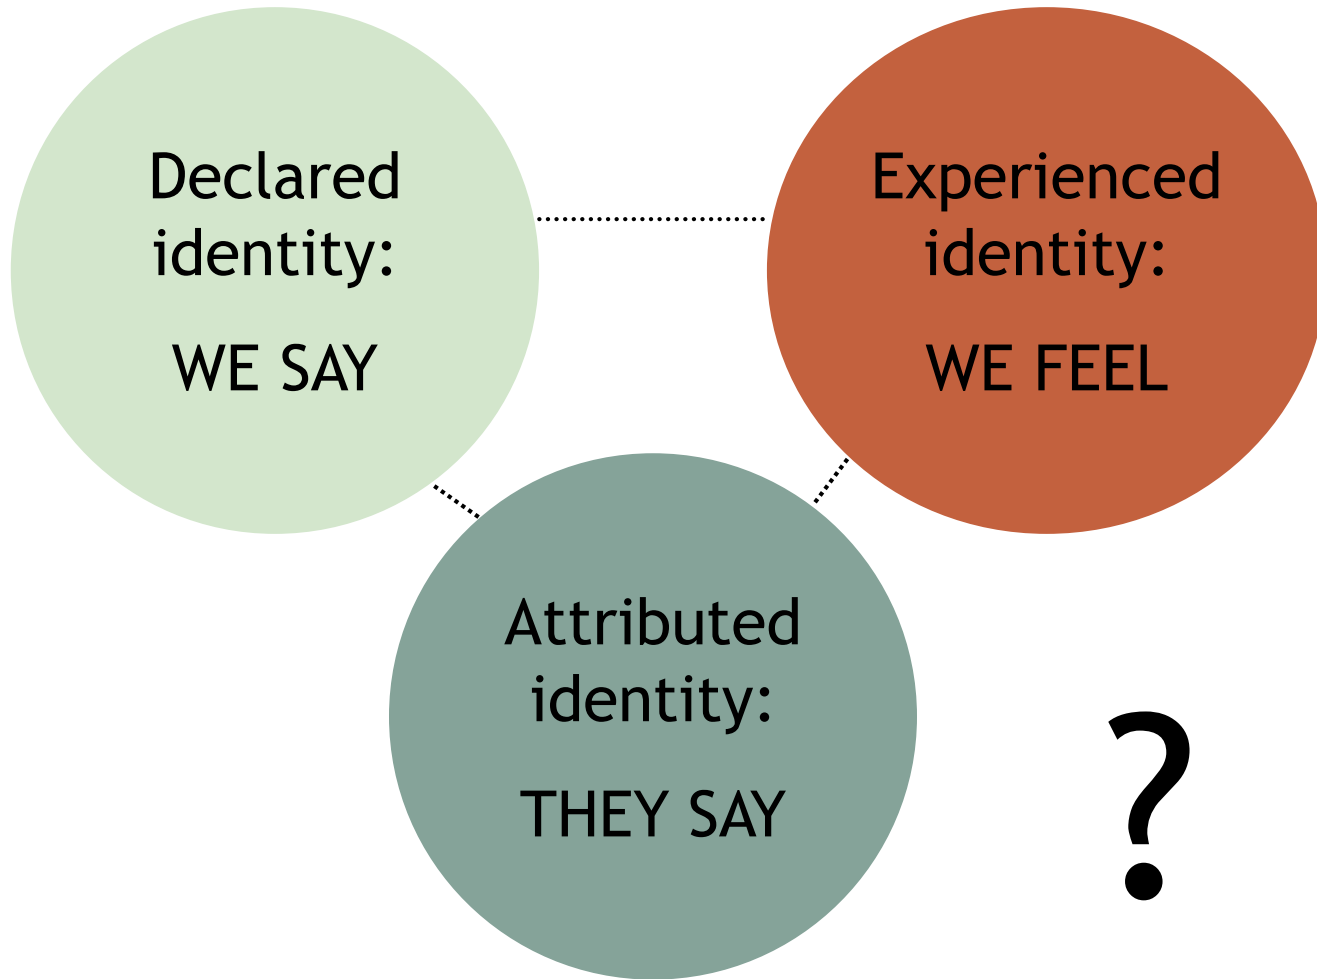 Declared
identity:
WE SAY
Experienced
identity:
WE FEEL
Attributed
identity:
THEY SAY
?